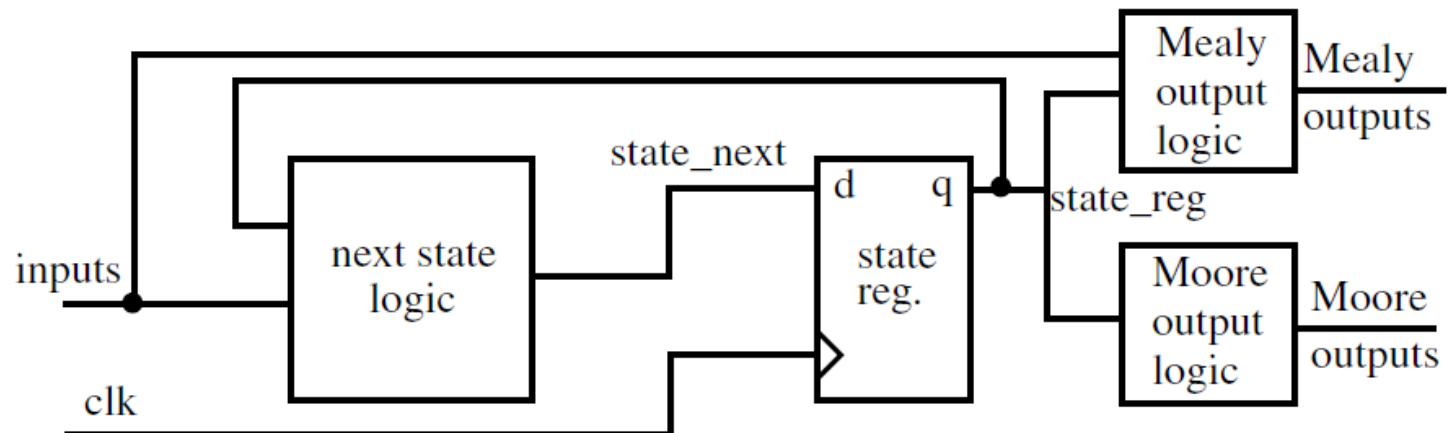 Mealy
output
logic
Mealy
outputs
state_next
d
q
state_reg
inputs
next state
logic
state
reg.
Moore
output
logic
Moore
outputs
clk